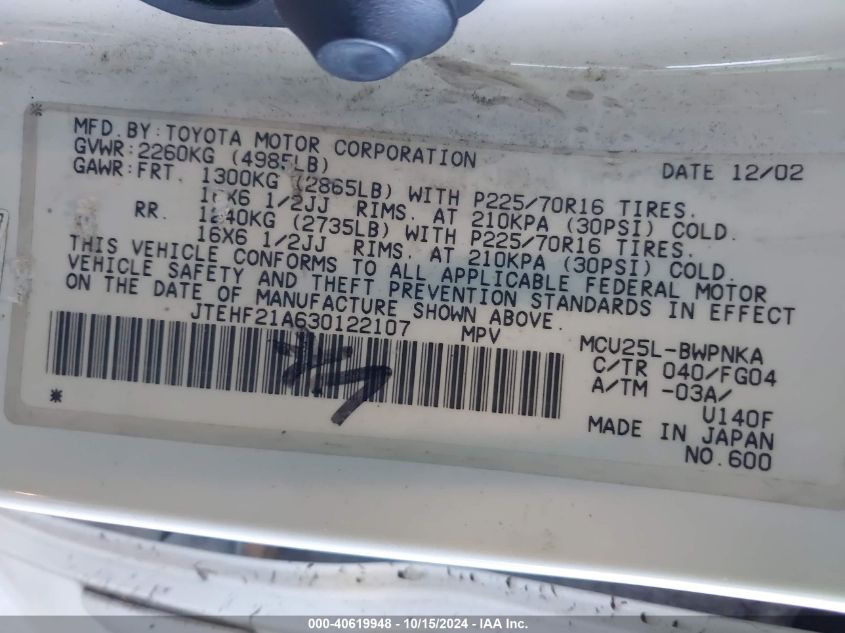 MFD.BY:TOYOTA MOTOR CORPORATION DATE 12/02
GVWR:2260KG (4985LB)
GAWR:FRT. 1300KG (2865LB) WITH P225/70R16 TIRES.
16X6 1/2JJ RIMS. AT 210KPA (30PSI) COLD.
RR. 1240KG (2735LB) WITH P225/70R16 TIRES.
16X6 1/2JJ RIMS. AT 210KPA (30PSI) COLD.
THIS VEHICLE CONFORMS TO ALL APPLICABLE FEDERAL MOTOR
VEHICLE SAFETY AND THEFT PREVENTION STANDARDS IN EFFECT
ON THE DATE OF MANUFACTURE SHOWN ABOVE.
JTEHF21A630122107 MPV
MCU25L-BWPNKA
C/TR 040/FG04
A/TM -03A/
U140F
MADE IN JAPAN
NO.600
000-40619948 - 10/15/2024 - IAA Inc.